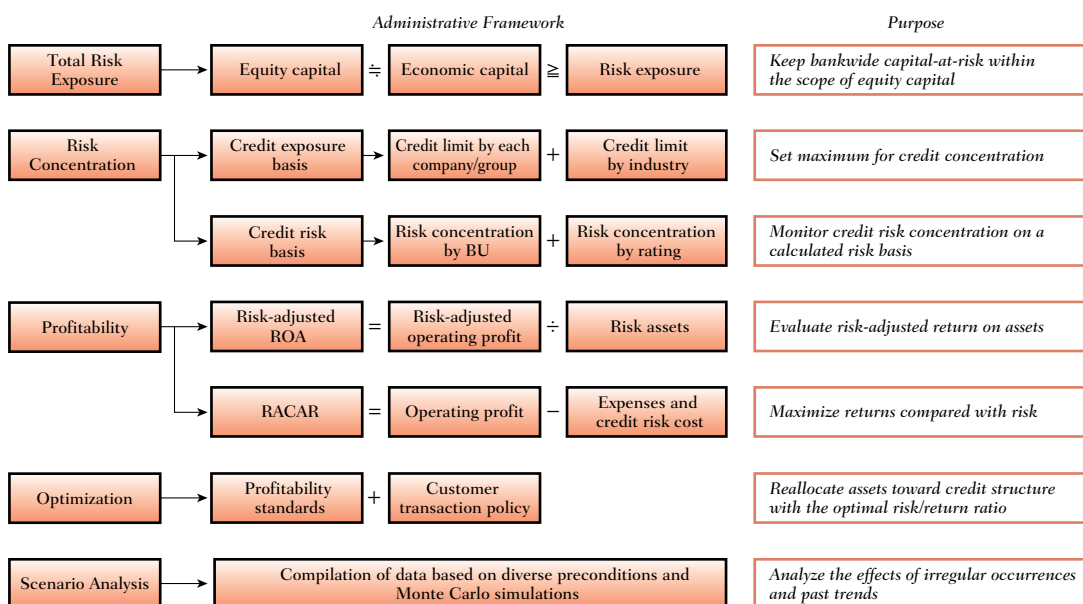 Administrative Framework
Purpose
Total Risk
Exposure
Equity capital
≒
Economic capital
≧
Risk exposure
Keep bankwide capital-at-risk within
the scope of equity capital
Risk
Concentration
Credit exposure
basis
Credit limit by each
company/group
+
Credit limit
by industry
Set maximum for credit concentration
Credit risk
basis
Risk concentration
by BU
+
Risk concentration
by rating
Monitor credit risk concentration on a
calculated risk basis
Profitability
Risk-adjusted
ROA
=
Risk-adjusted
operating profit
÷
Risk assets
Evaluate risk-adjusted return on assets
RACAR
=
Operating profit
−
Expenses and
credit risk cost
Maximize returns compared with risk
Optimization
Profitability
standards
+
Customer
transaction policy
Reallocate assets toward credit structure
with the optimal risk/return ratio
Scenario Analysis
Compilation of data based on diverse preconditions and
Monte Carlo simulations
Analyze the effects of irregular occurrences
and past trends